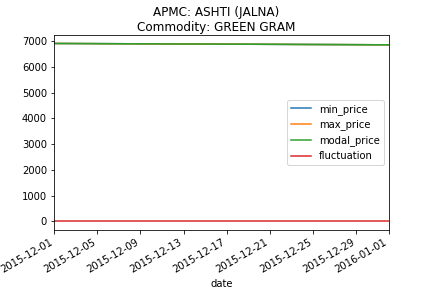 APMC: ASHTI (JALNA)
Commodity: GREEN GRAM
7000
6000
5000
4000
3000
2000
1000
0
min_price
max_price
modal_price
fluctuation
2015-12-01
2015-12-05
2015-12-09
2015-12-13
2015-12-17
2015-12-21
2015-12-25
2015-12-29
2016-01-01
date